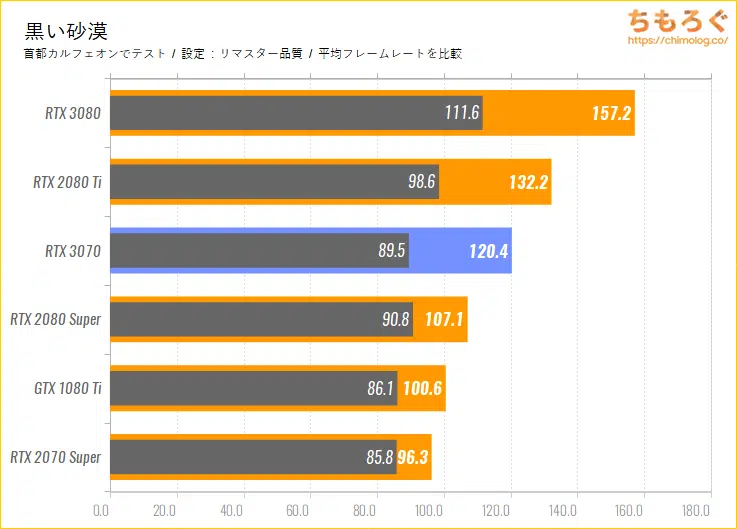 黒い砂漠
ちもろぐ
https://chimolog.co/
首都カルフェオンでテスト / 設定 : リマスター品質 / 平均フレームレートを比較
RTX 3080 111.6 157.2
RTX 2080 Ti 98.6 132.2
RTX 3070 89.5 120.4
RTX 2080 Super 90.8 107.1
GTX 1080 Ti 86.1 100.6
RTX 2070 Super 85.8 96.3
0.0 20.0 40.0 60.0 80.0 100.0 120.0 140.0 160.0 180.0